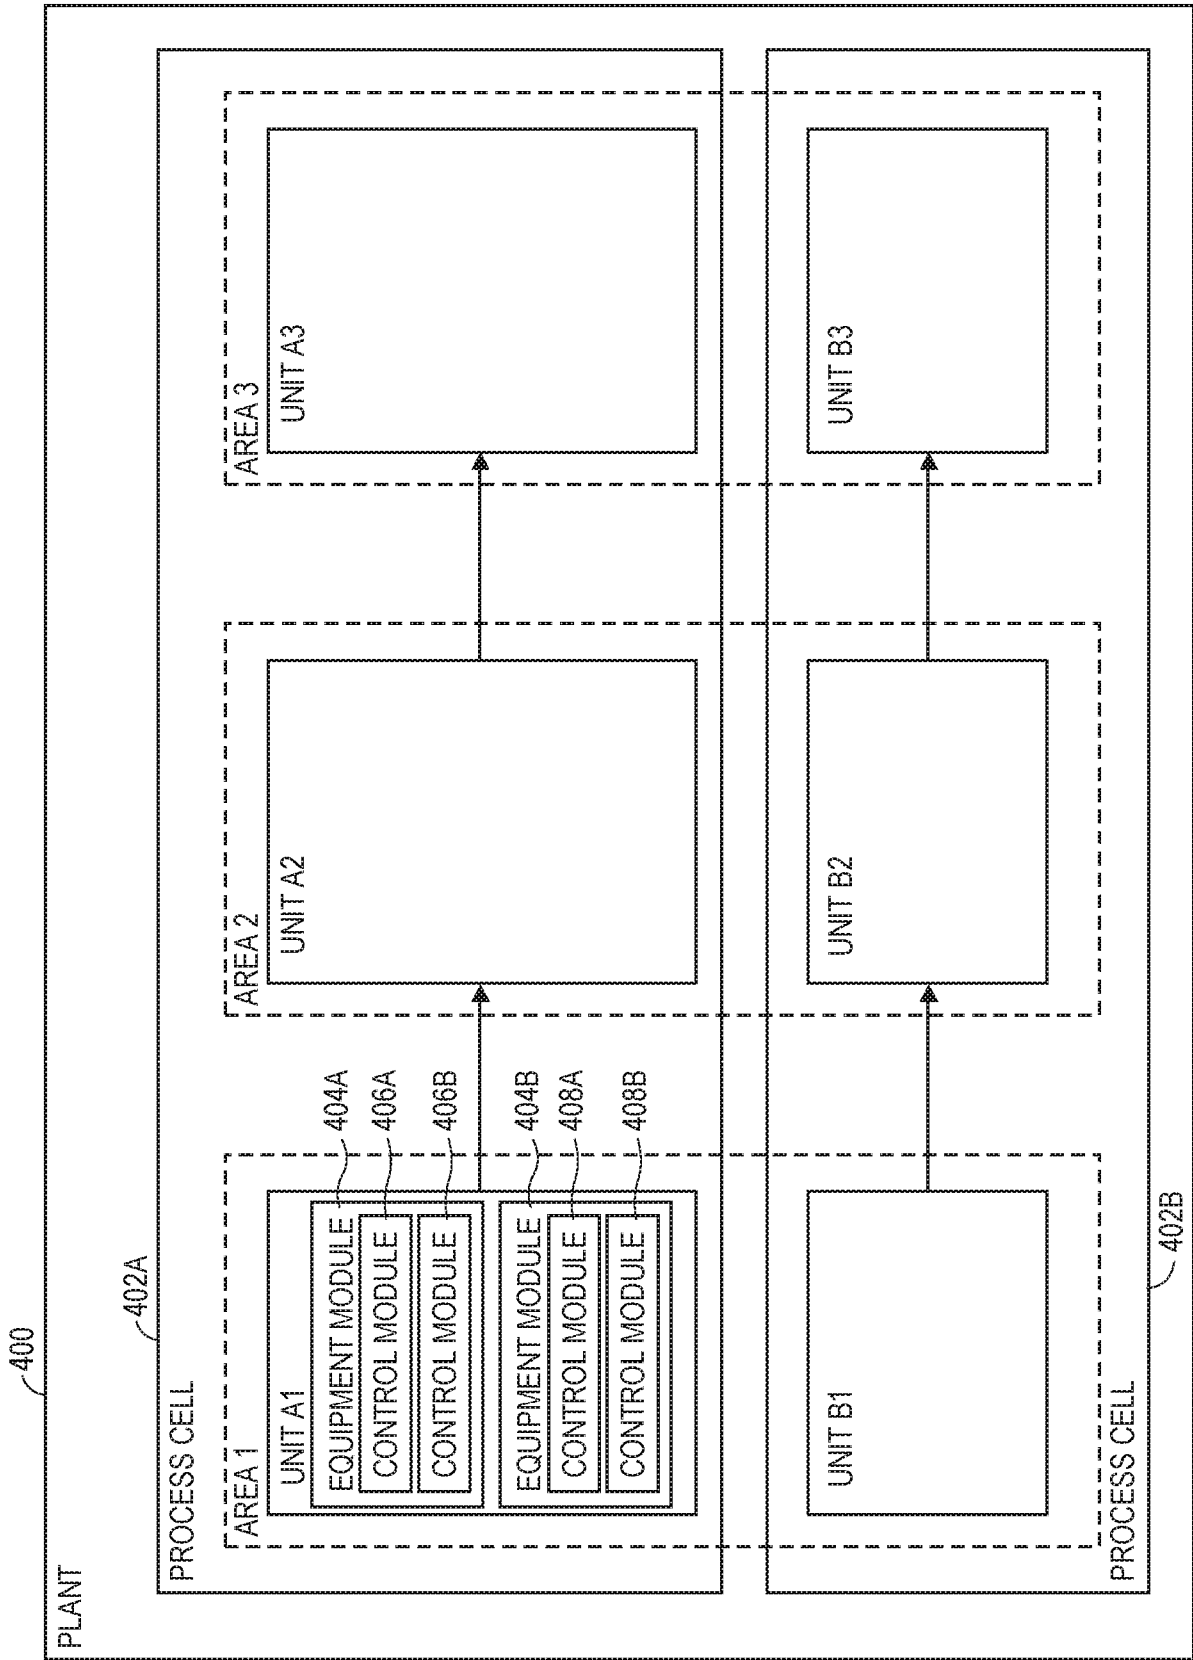 400
PLANT
402A
PROCESS CELL
AREA 1
UNIT A1
EQUIPMENT MODULE
404A
CONTROL MODULE
406A
CONTROL MODULE
406B
EQUIPMENT MODULE
404B
CONTROL MODULE
408A
CONTROL MODULE
408B
AREA 2
UNIT A2
AREA 3
UNIT A3
UNIT B1
UNIT B2
UNIT B3
PROCESS CELL
402B